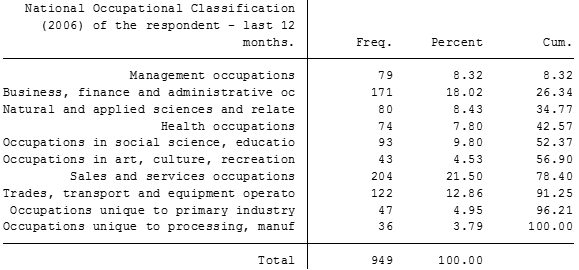 National Occupational Classification
(2006) of the respondent - last 12
months. Freq. Percent Cum.
Management occupations 79 8.32 8.32
Business, finance and administrative oc 171 18.02 26.34
Natural and applied sciences and relate 80 8.43 34.77
Health occupations 74 7.80 42.57
Occupations in social science, educatio 93 9.80 52.37
Occupations in art, culture, recreation 43 4.53 56.90
Sales and services occupations 204 21.50 78.40
Trades, transport and equipment operato 122 12.86 91.25
Occupations unique to primary industry 47 4.95 96.21
Occupations unique to processing, manuf 36 3.79 100.00
Total 949 100.00